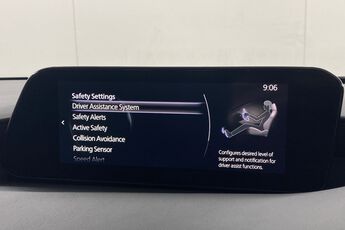 9:06
Safety Settings
Driver Assistance System
Safety Alerts
Active Safety
Collision Avoidance
Parking Sensor
Speed Alert
Configures desired level of
support and notification for
driver assist functions.